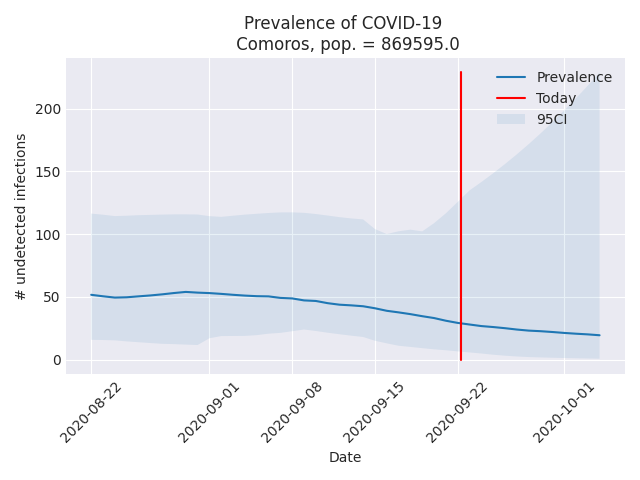 Prevalence of COVID-19
Comoros, pop. = 869595.0
Prevalence
Today
95CI
# undetected infections
200
150
100
50
0
2020-08-22
2020-09-01
2020-09-08
2020-09-15
2020-09-22
2020-10-01
Date